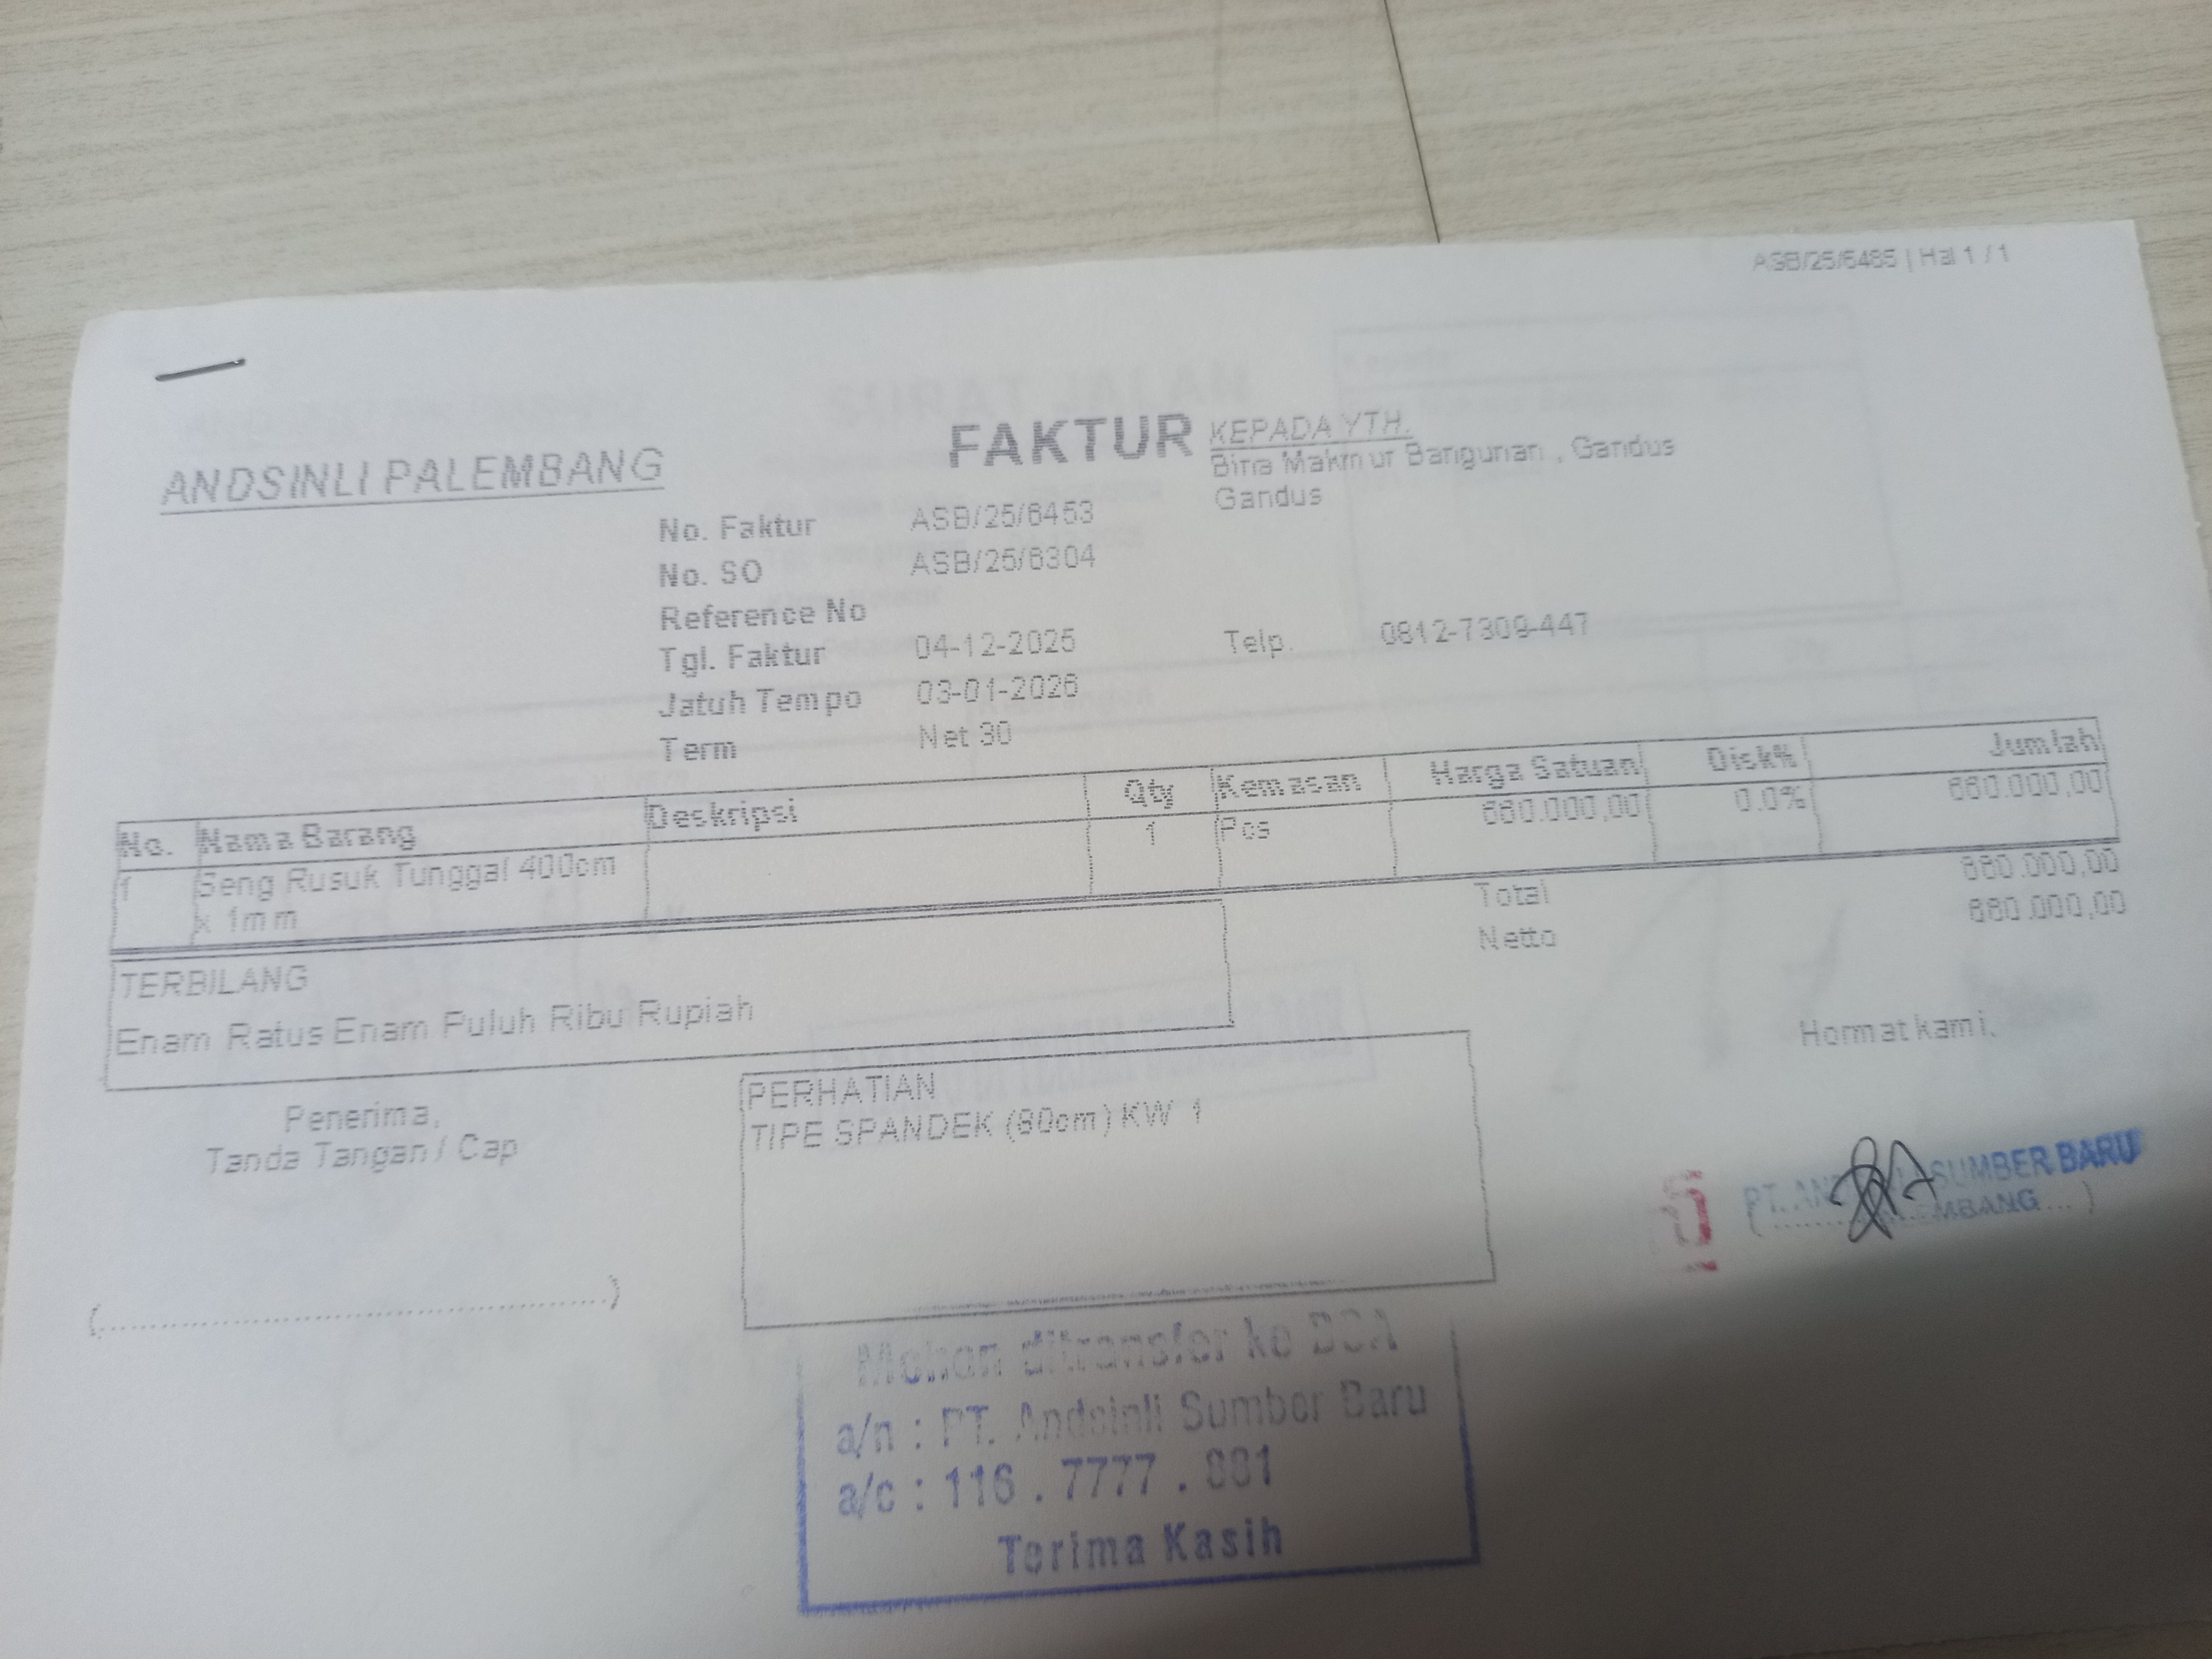 ASB/25/6485 | Hal 1 / 1
FAKTUR
KEPADA YTH.
ANDSINLI PALEMBANG
Bina Makmur Bangunan , Gandus
Gandus
No. Faktur ASB/25/6453
No. SO ASB/25/6304
Reference No
Tgl. Faktur 04-12-2025 Telp. 0812-7309-447
Jatuh Tempo 03-01-2026
Term Net 30
No. Nama Barang Deskripsi Qty Kemasan Harga Satuan Disk% Jumlah
1 Seng Rusuk Tunggal 400cm 1 Pcs 660.000,00 0.0% 660.000,00
x 1mm
Total 660.000,00
Netto 660.000,00
TERBILANG
Enam Ratus Enam Puluh Ribu Rupiah
Hormat kami,
Penerima,
Tanda Tangan / Cap
PERHATIAN
TIPE SPANDEK (80cm) KW 1
SUMBER BARU
Mohon ditransfer ke BCA
a/n : PT. Andsinli Sumber Baru
a/c : 116 . 7777 .
Terima Kasih